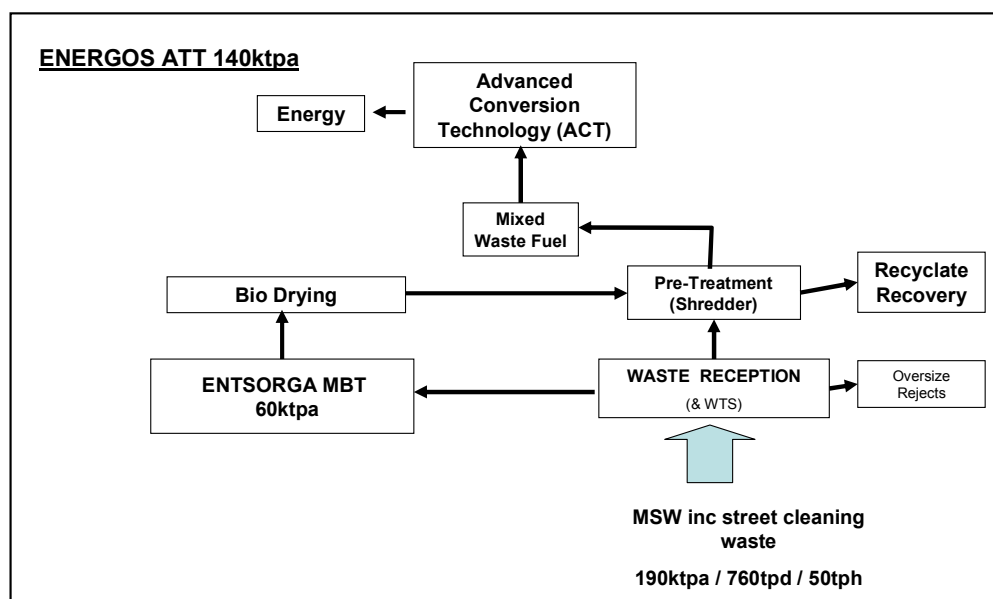 ENERGOS ATT 140ktpa
Advanced
Conversion
Technology (ACT)
Energy
Mixed
Waste Fuel
Recyclate
Recovery
Pre-Treatment
(Shredder)
Bio Drying
ENTSORGA MBT
60ktpa
WASTE RECEPTION
(& WTS)
Oversize
Rejects
MSW inc street cleaning
waste
190ktpa / 760tpd / 50tph